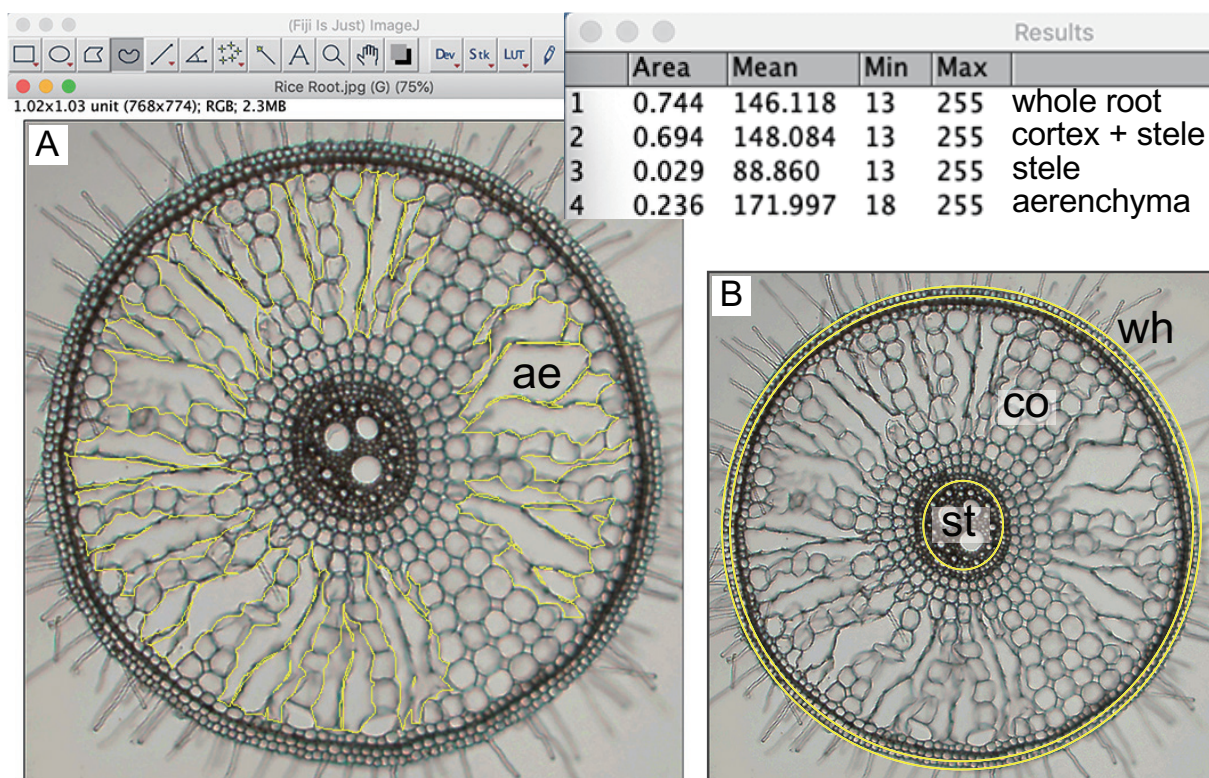 (Fiji Is Just) ImageJ
Dev Stk LUT
Rice Root.jpg (G) (75%)
1.02x1.03 unit (768x774); RGB; 2.3MB
A
ae
Results
Area Mean Min Max
1 0.744 146.118 13 255 whole root
2 0.694 148.084 13 255 cortex + stele
3 0.029 88.860 13 255 stele
4 0.236 171.997 18 255 aerenchyma
B
wh
co
st